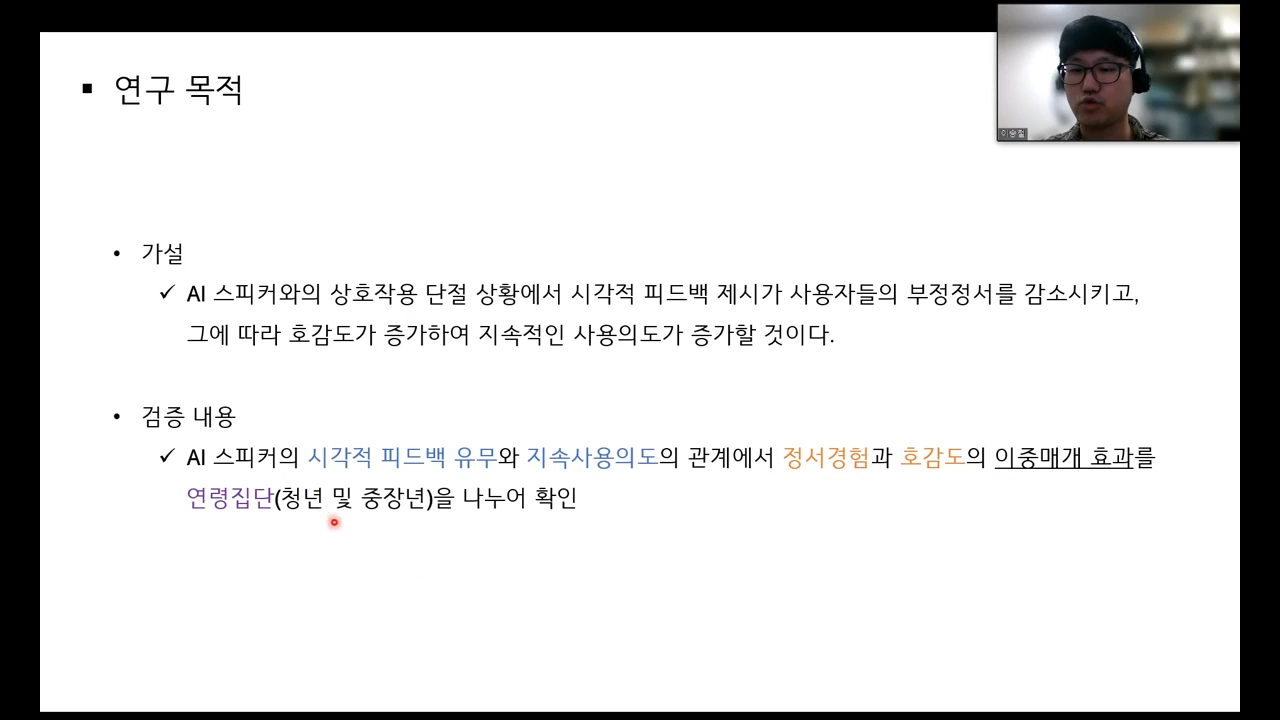 ▪ 연구 목적
이승철
• 가설
✓ AI 스피커와의 상호작용 단절 상황에서 시각적 피드백 제시가 사용자들의 부정정서를 감소시키고,
그에 따라 호감도가 증가하여 지속적인 사용의도가 증가할 것이다.
• 검증 내용
✓ AI 스피커의 시각적 피드백 유무와 지속사용의도의 관계에서 정서경험과 호감도의 이중매개 효과를
연령집단(청년 및 중장년)을 나누어 확인